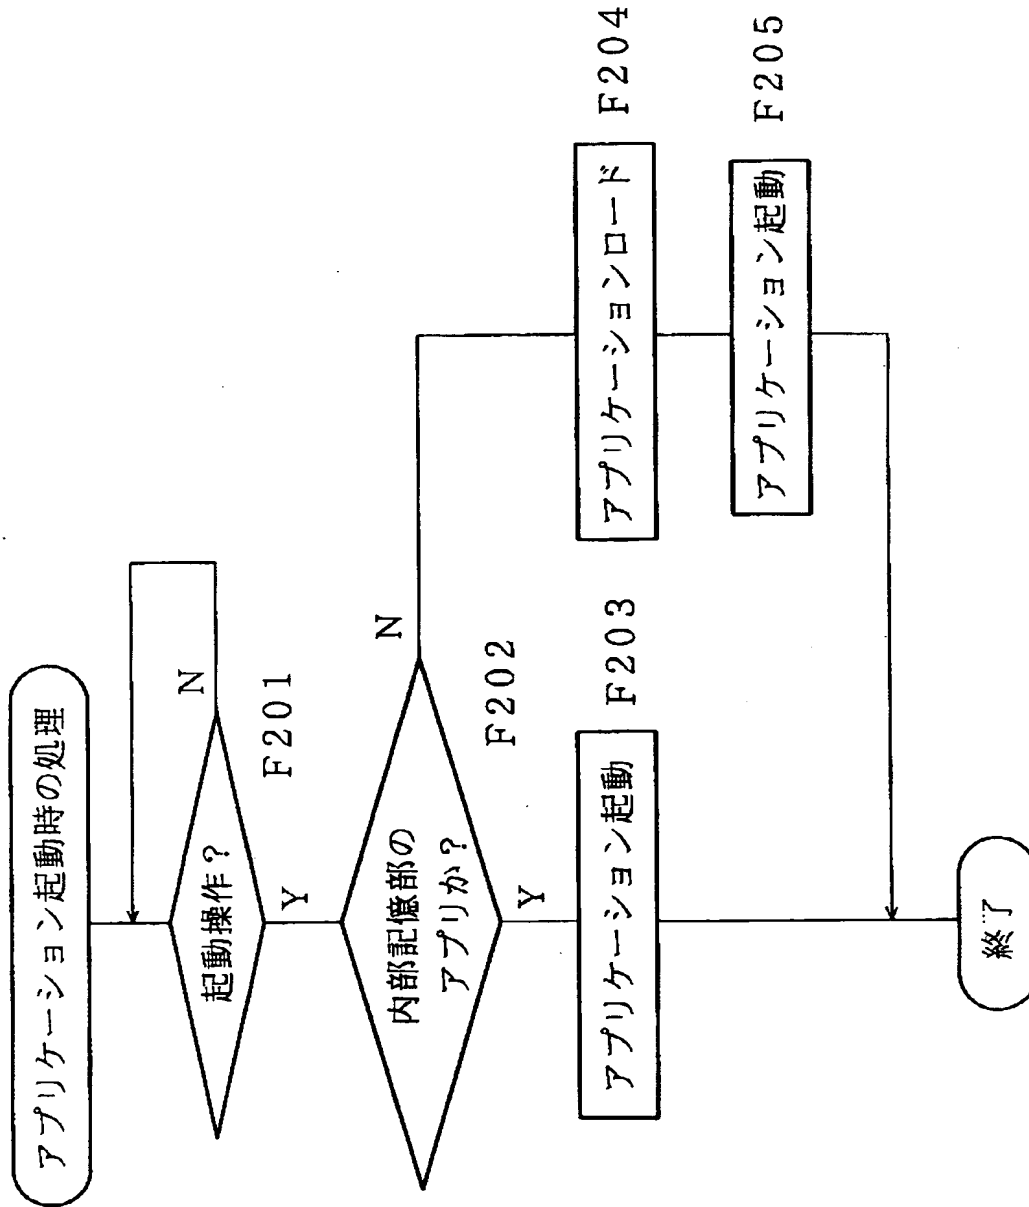 アプリケーション起動時の処理
起動操作？
N
F201
Y
内部記憶部の
アプリか？
N
F202
Y
アプリケーション起動
F203
アプリケーションロード
F204
アプリケーション起動
F205
終了